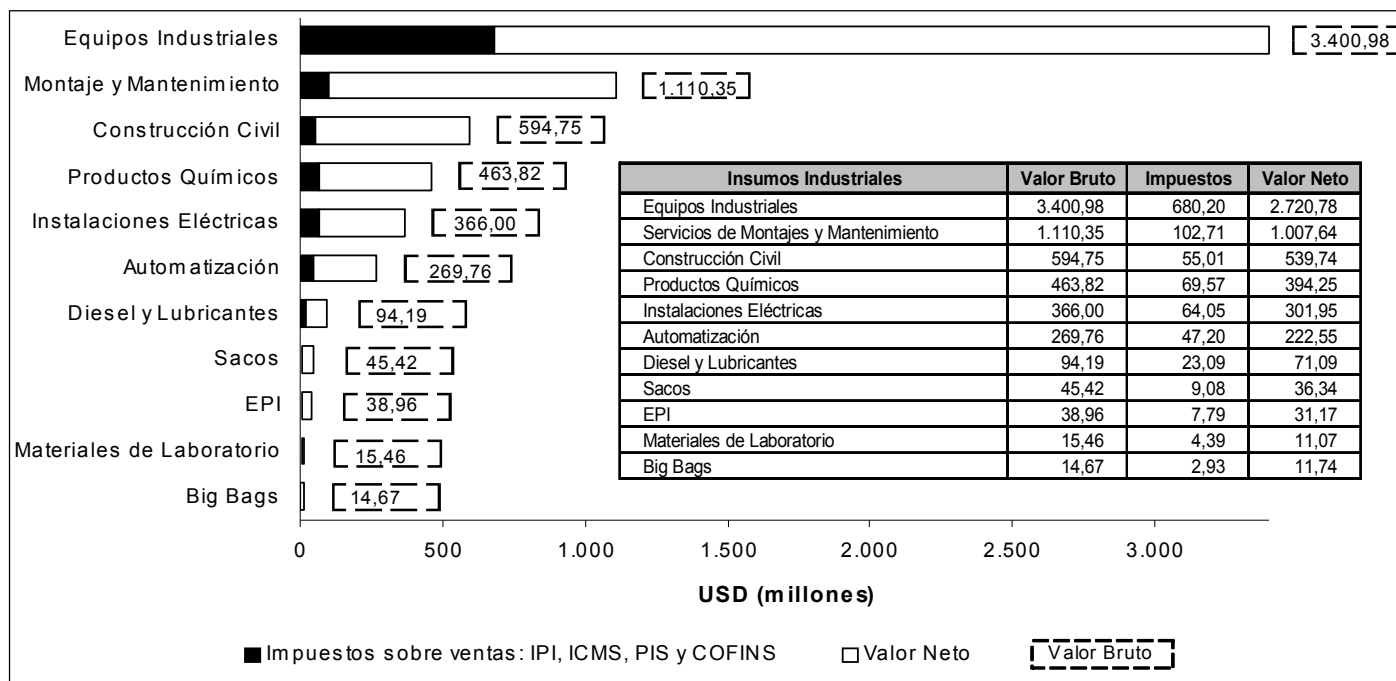 Equipos Industriales 3.400,98
Montaje y Mantenimiento 1.110,35
Construcción Civil 594,75
Productos Químicos 463,82
Instalaciones Eléctricas 366,00
Automatización 269,76
Diesel y Lubricantes 94,19
Sacos 45,42
EPI 38,96
Materiales de Laboratorio 15,46
Big Bags 14,67
Insumos Industriales Valor Bruto Impuestos Valor Neto
Equipos Industriales 3.400,98 680,20 2.720,78
Servicios de Montajes y Mantenimiento 1.110,35 102,71 1.007,64
Construcción Civil 594,75 55,01 539,74
Productos Químicos 463,82 69,57 394,25
Instalaciones Eléctricas 366,00 64,05 301,95
Automatización 269,76 47,20 222,55
Diesel y Lubricantes 94,19 23,09 71,09
Sacos 45,42 9,08 36,34
EPI 38,96 7,79 31,17
Materiales de Laboratorio 15,46 4,39 11,07
Big Bags 14,67 2,93 11,74
0 500 1.000 1.500 2.000 2.500 3.000
USD (millones)
Impuestos sobre ventas: IPI, ICMS, PIS y COFINS Valor Neto Valor Bruto